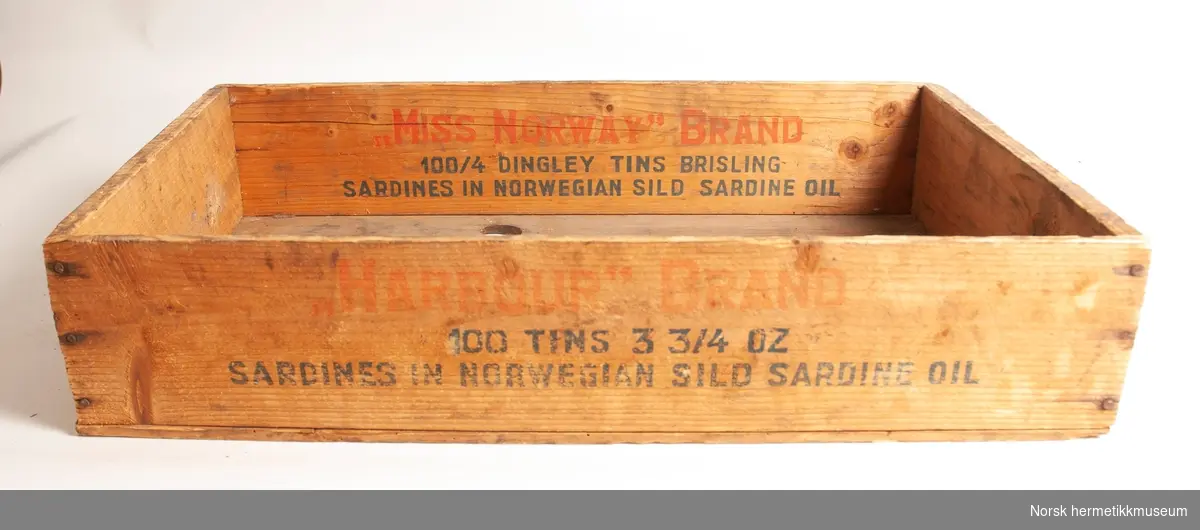 „MISS NORWAY” BRAND
100/4 DINGLEY TINS BRISLING
SARDINES IN NORWEGIAN SILD SARDINE OIL
„HARBOUR” BRAND
100 TINS 3 3/4 OZ
SARDINES IN NORWEGIAN SILD SARDINE OIL
Norsk hermetikkmuseum